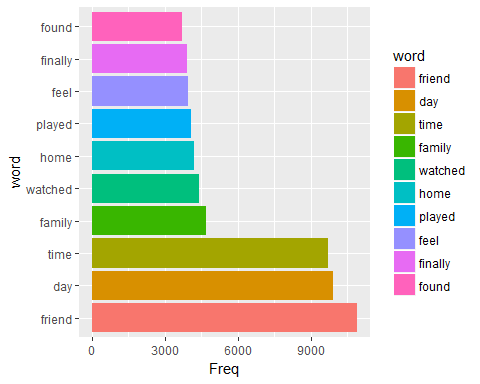 found
finally
feel
played
home
watched
family
time
day
friend
word
0 3000 6000 9000
Freq
word
friend
day
time
family
watched
home
played
feel
finally
found